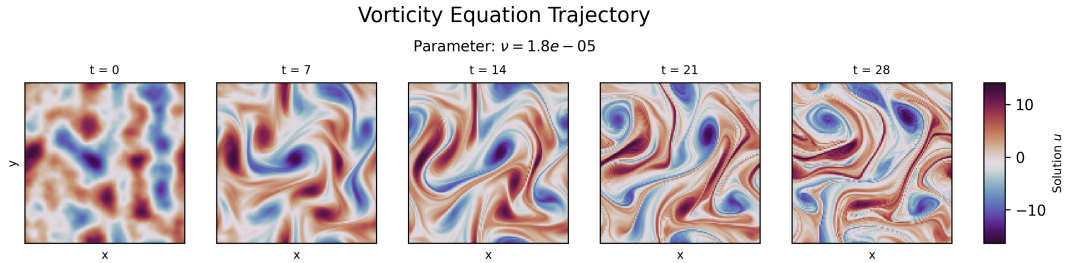 Vorticity Equation Trajectory
Parameter: ν = 1.8e − 05
t = 0
t = 7
t = 14
t = 21
t = 28
y
x
x
x
x
x
10
0
−10
Solution u